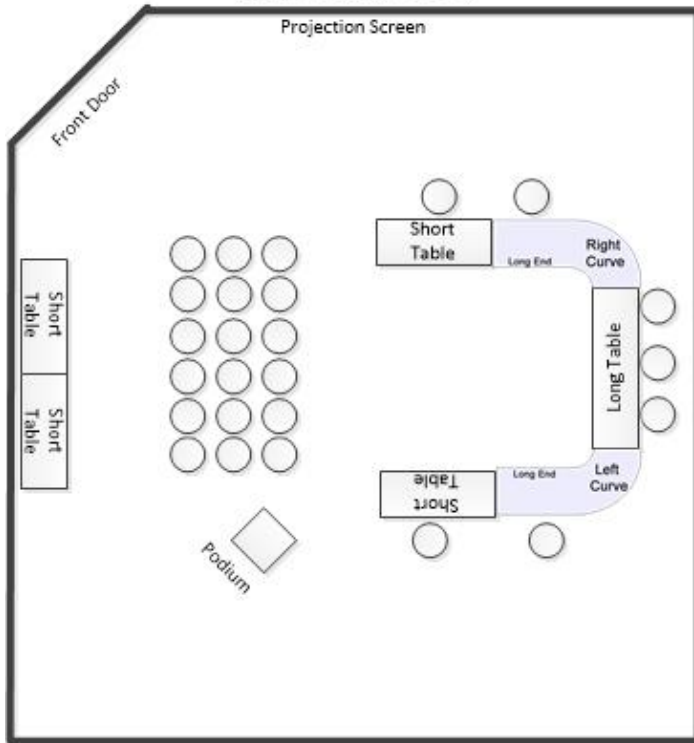 Projection Screen
Front Door
Short
Table
Right
Curve
Long End
Short
Table
Long Table
Short
Table
Long End
Left
Curve
Short
Table
Podium